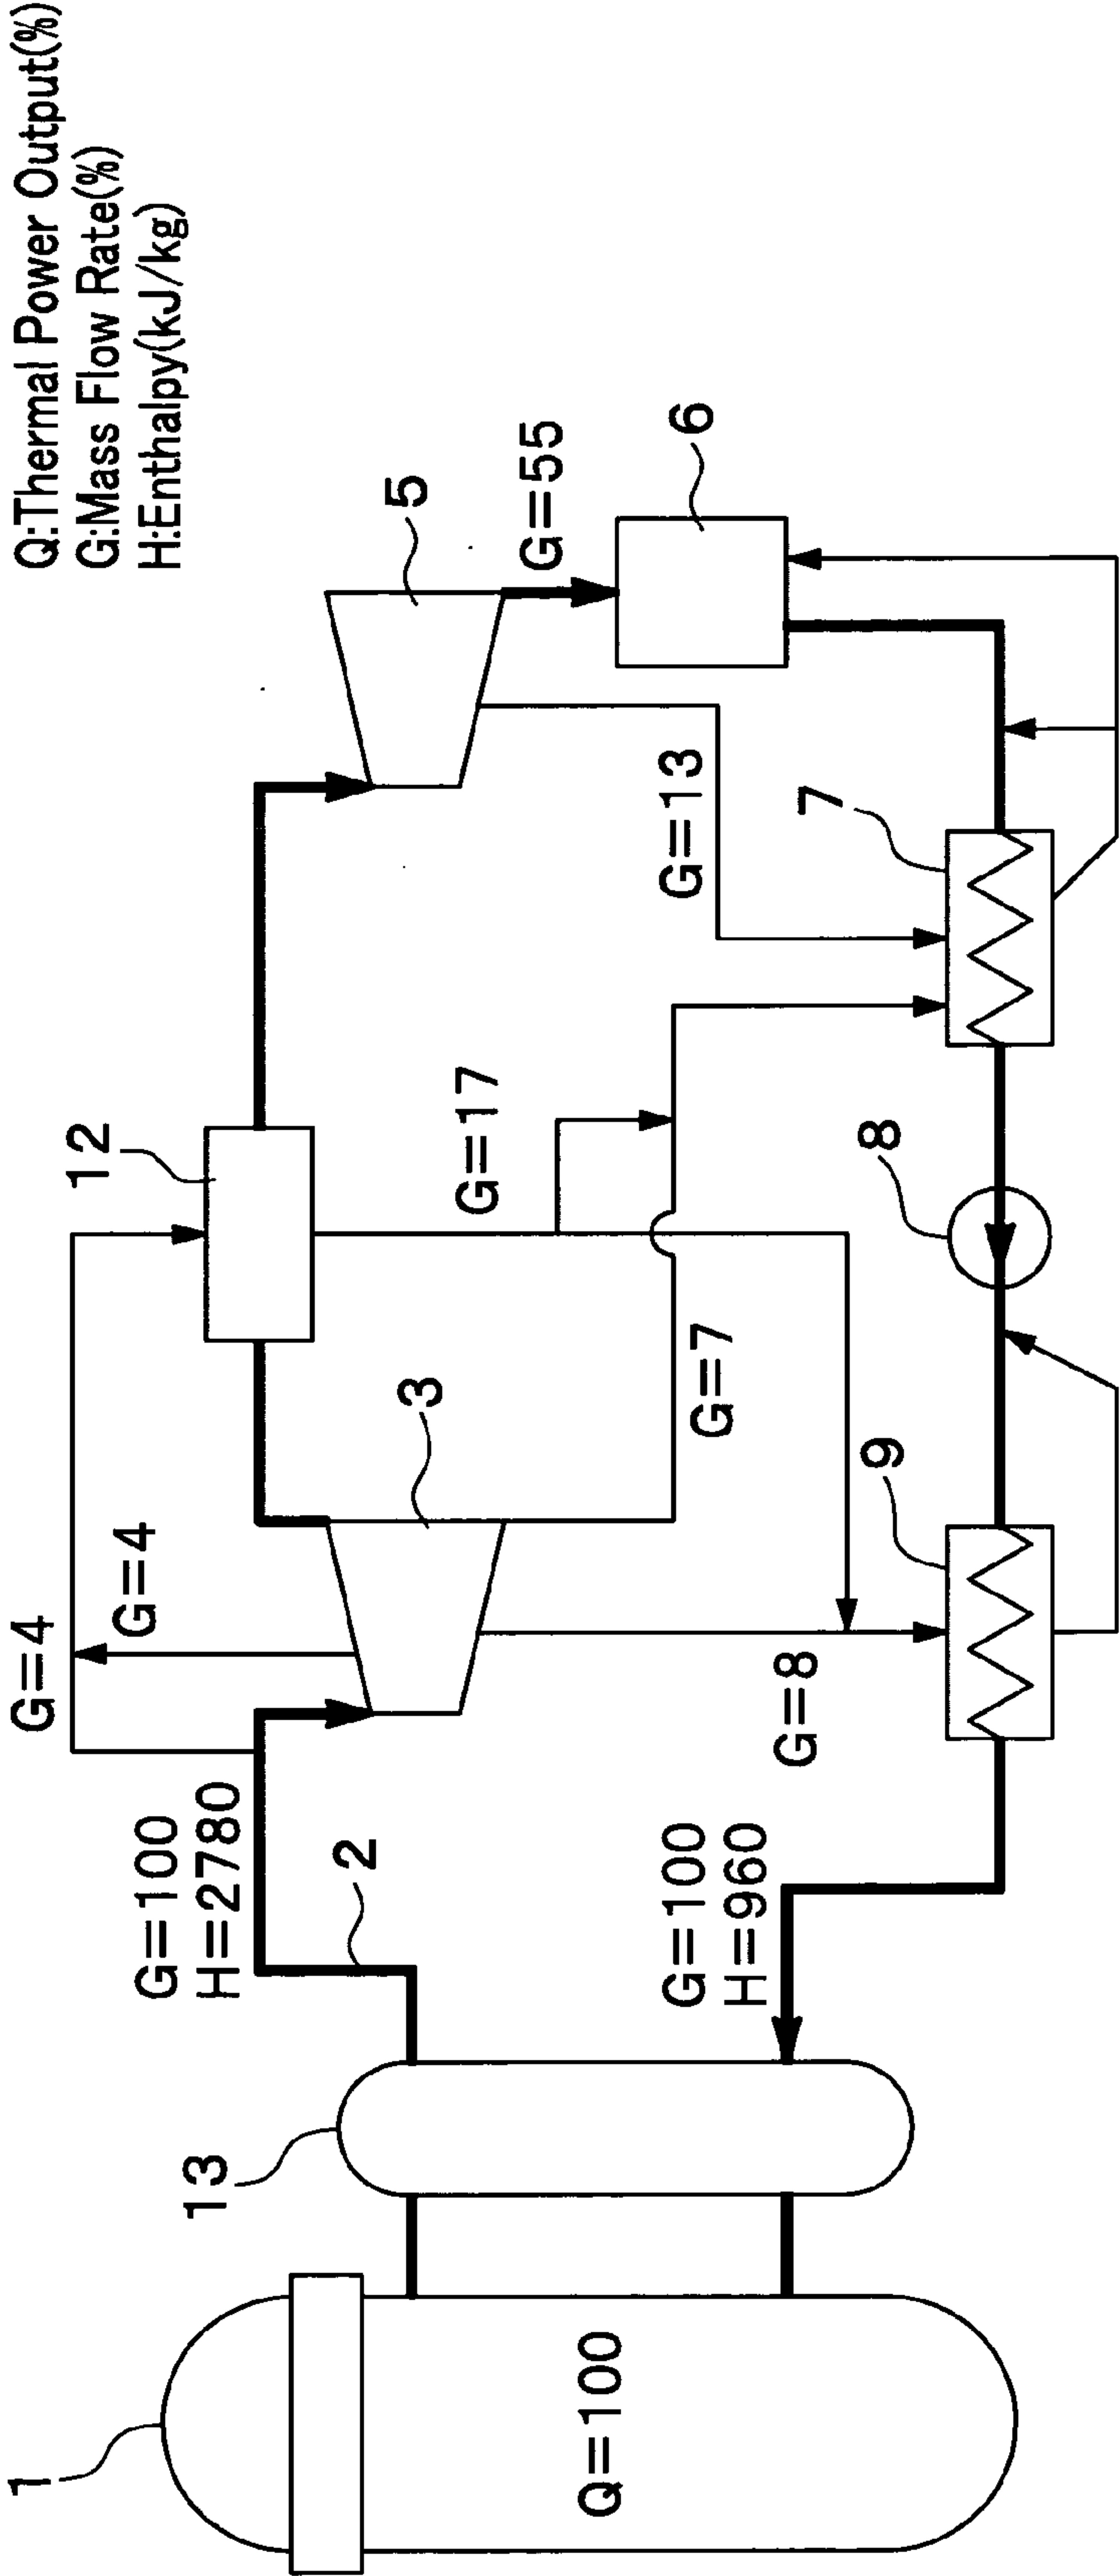 Q:Thermal Power Output(%)
G:Mass Flow Rate(%)
H:Enthalpy(kJ/kg)
1
Q=100
13
2
G=100
H=2780
G=4
G=4
3
12
5
G=55
6
G=17
G=13
G=7
G=8
7
8
9
G=100
H=960